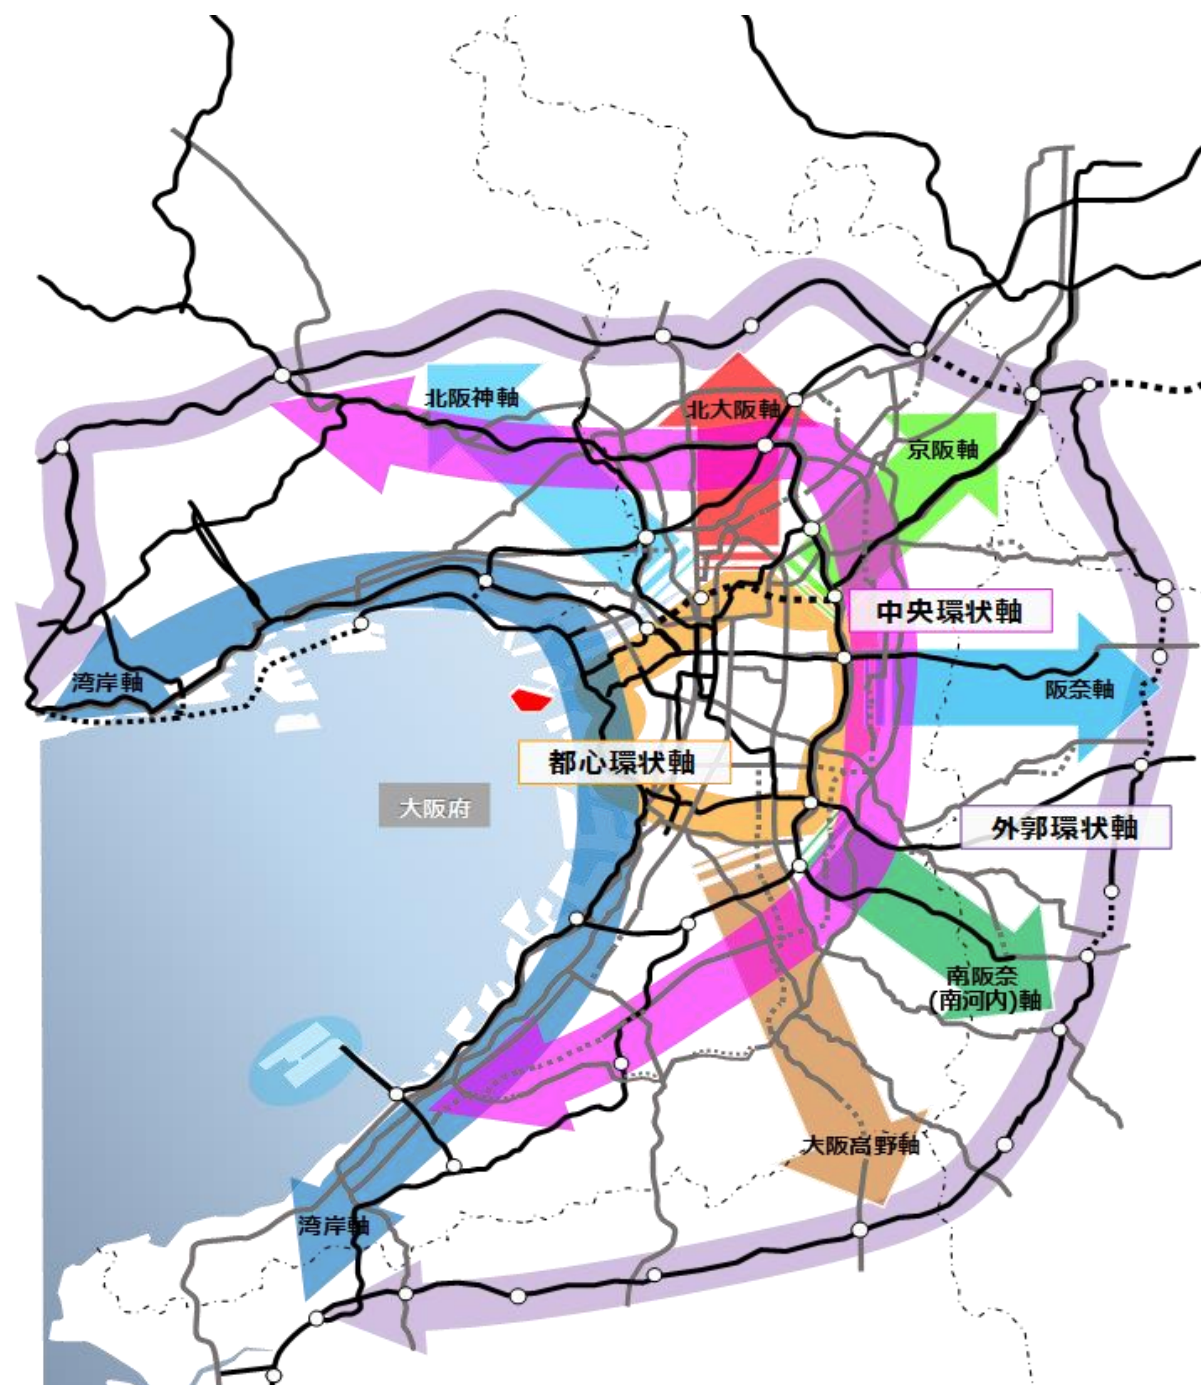 北阪神軸
北大阪軸
京阪軸
中央環状軸
湾岸軸
阪奈軸
都心環状軸
大阪府
外郭環状軸
南阪奈
(南河内)軸
大阪高野軸
湾岸軸